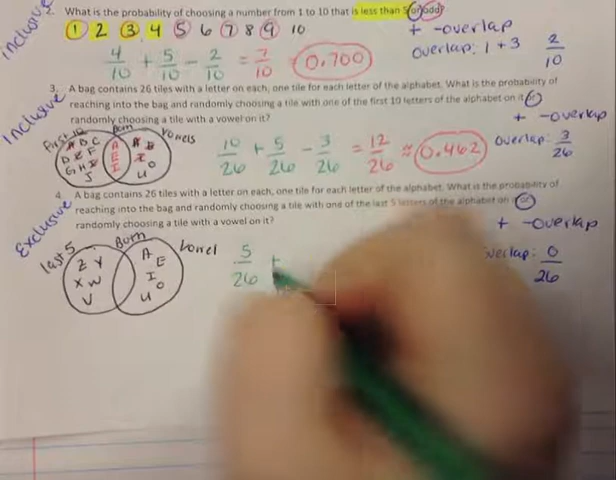 Inclusive
2. What is the probability of choosing a number from 1 to 10 that is less than 5 or odd?
1 2 3 4 5 6 7 8 9 10
+ -overlap
overlap: 1 + 3 2/10
4/10 + 5/10 - 2/10 = 7/10 = 0.700
Inclusive
3. A bag contains 26 tiles with a letter on each, one tile for each letter of the alphabet. What is the probability of
reaching into the bag and randomly choosing a tile with one of the first 10 letters of the alphabet on it or
randomly choosing a tile with a vowel on it?
+ -overlap
overlap: 3/26
First 10 Both Vowels
A E I
O
U
10/26 + 5/26 - 3/26 = 12/26 ≈ 0.462
Exclusive
4. A bag contains 26 tiles with a letter on each, one tile for each letter of the alphabet. What is the probability of
reaching into the bag and randomly choosing a tile with one of the last 5 letters of the alphabet on
randomly choosing a tile with a vowel on it?
+ -overlap
overlap: 0/26
last 5 Both Vowel
Z Y
X W
V
A E
I O
U
5/26 +